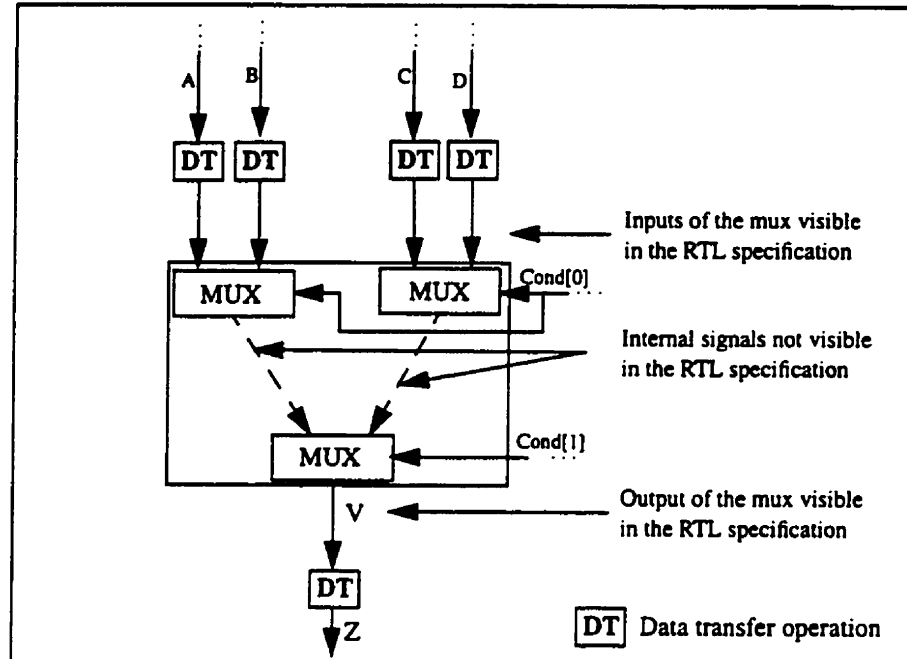 A B C D
DT DT DT DT
Inputs of the mux visible
in the RTL specification
Cond[0]
MUX MUX
Internal signals not visible
in the RTL specification
Cond[1]
MUX
V
Output of the mux visible
in the RTL specification
DT
Z
DT Data transfer operation